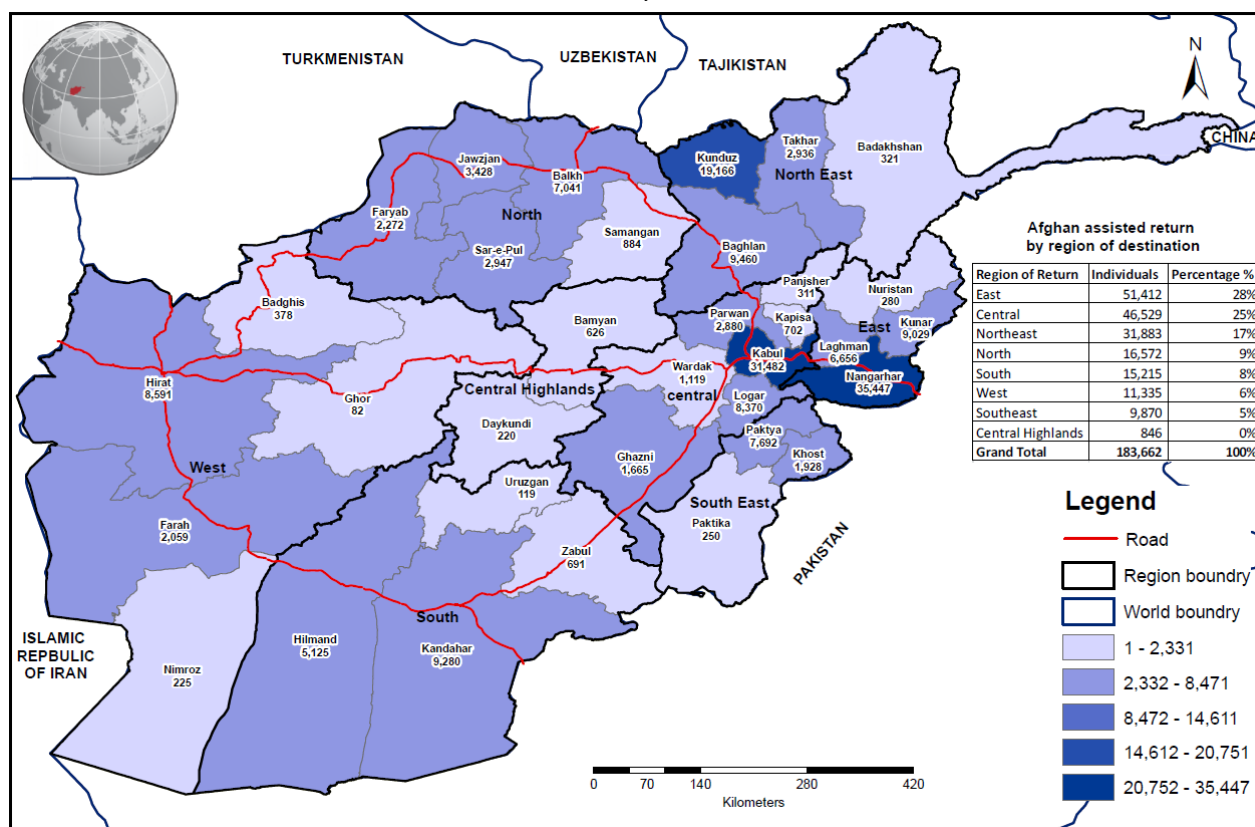 TURKMENISTAN
UZBEKISTAN
TAJIKISTAN
N
CHINA
Jawzjan
3,428
Balkh
7,041
Kunduz
19,166
Takhar
2,936
Badakhshan
321
North East
Faryab
2,272
North
Sar-e-Pul
2,947
Samangan
884
Baghlan
9,460
Panjsher
311
Nuristan
280
Badghis
378
Bamyan
626
Parwan
2,880
Kapisa
702
East
Kunar
9,029
Laghman
6,656
Kabul
31,482
Nangarhar
35,447
Hirat
8,591
Ghor
82
Central Highlands
Wardak
1,119
central
Logar
8,370
Daykundi
220
Paktya
7,692
Khost
1,928
Ghazni
1,665
West
Uruzgan
119
South East
Paktika
250
Farah
2,059
Zabul
691
PAKISTAN
South
ISLAMIC
REPBULIC
OF IRAN
Nimroz
225
Hilmand
5,125
Kandahar
9,280
Afghan assisted return
by region of destination
Region of Return Individuals Percentage %
East 51,412 28%
Central 46,529 25%
Northeast 31,883 17%
North 16,572 9%
South 15,215 8%
West 11,335 6%
Southeast 9,870 5%
Central Highlands 846 0%
Grand Total 183,662 100%
Legend
Road
Region boundry
World boundry
1 - 2,331
2,332 - 8,471
8,472 - 14,611
14,612 - 20,751
20,752 - 35,447
0 70 140 280 420
Kilometers